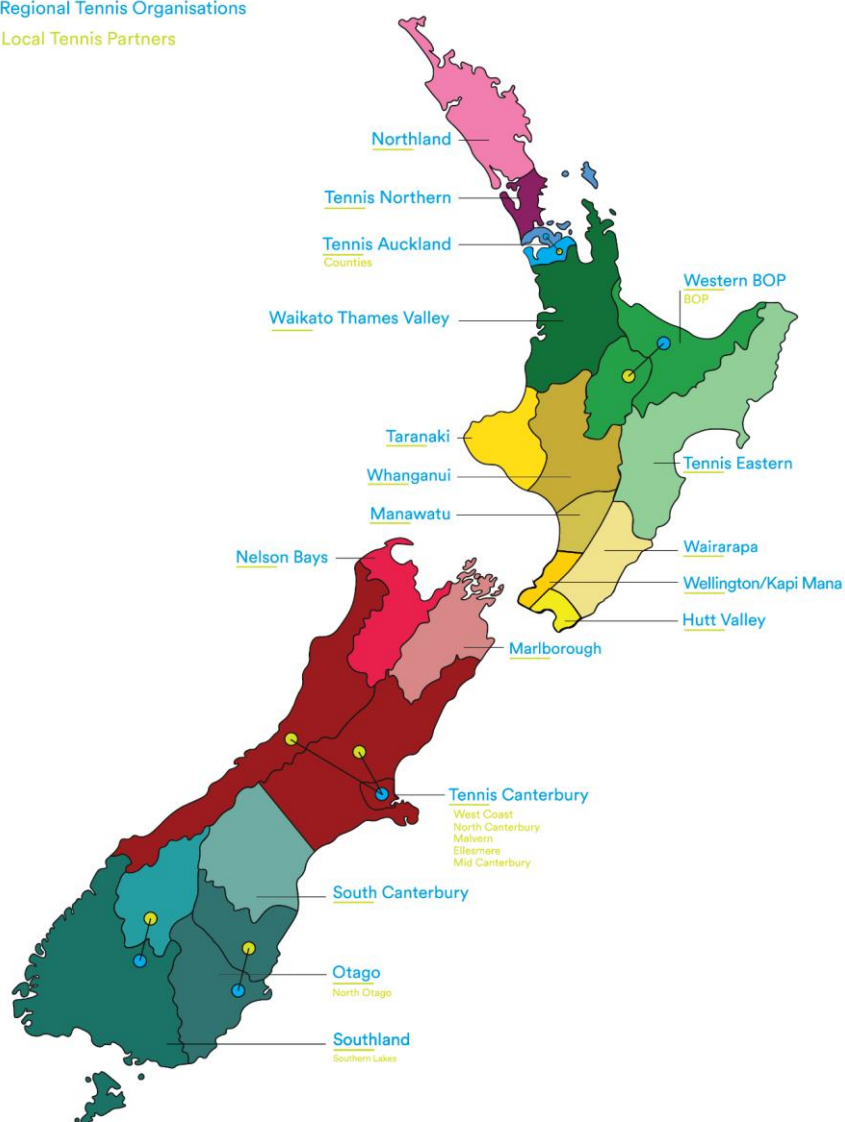 Regional Tennis Organisations
Local Tennis Partners
Northland
Tennis Northern
Tennis Auckland
Counties
Western BOP
BOP
Waikato Thames Valley
Taranaki
Tennis Eastern
Whanganui
Manawatu
Wairarapa
Nelson Bays
Wellington/Kapi Mana
Hutt Valley
Marlborough
Tennis Canterbury
West Coast
North Canterbury
Malvern
Ellesmere
Mid Canterbury
South Canterbury
Otago
North Otago
Southland
Southern Lakes